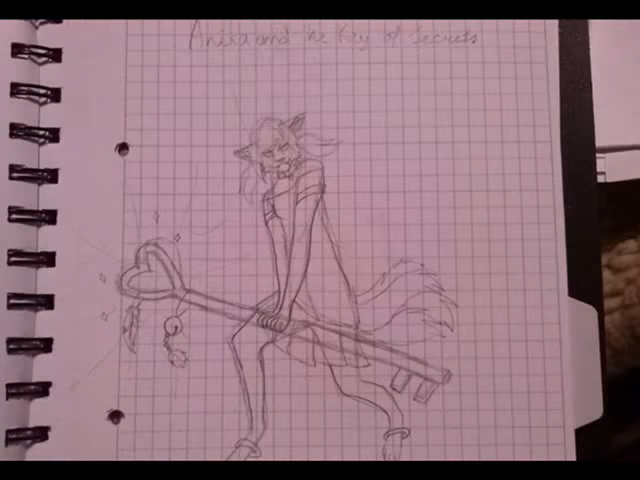 Anika and the Key of Secrets